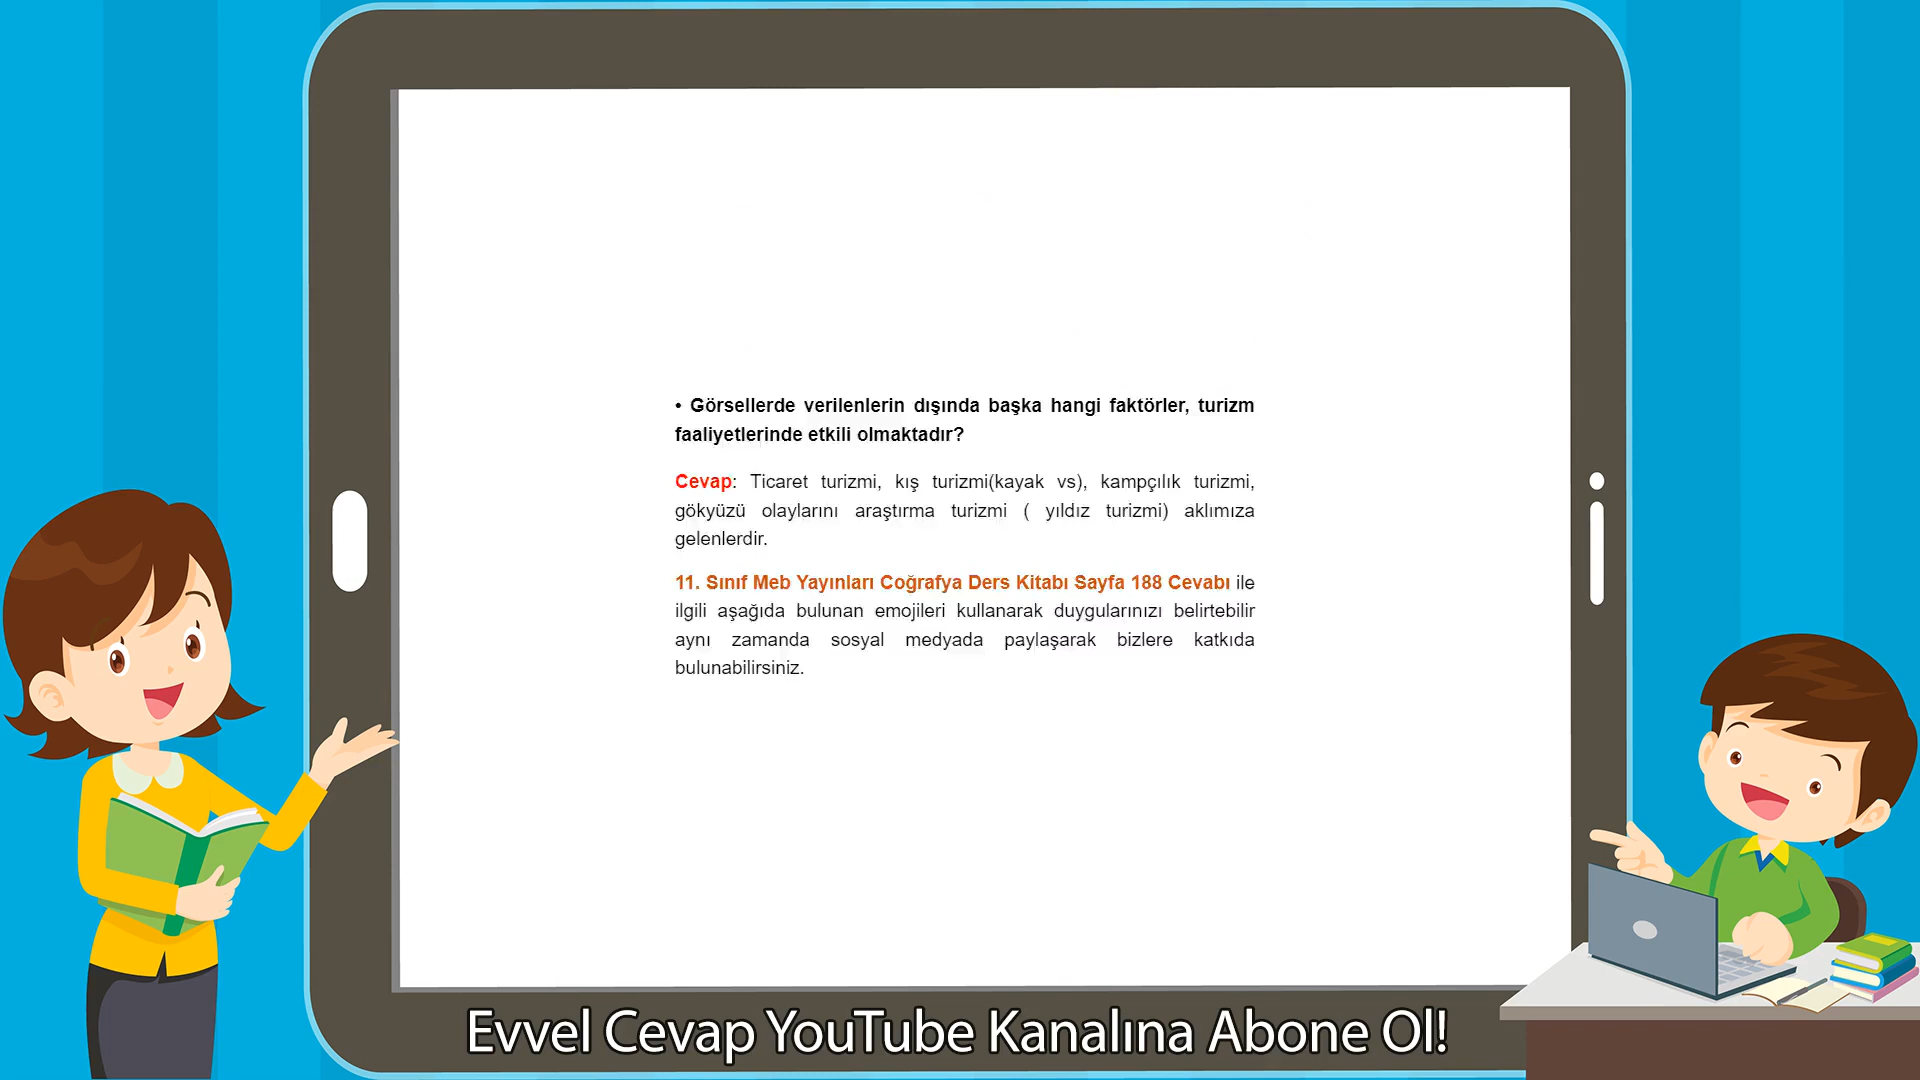 • Görsellerde verilenlerin dışında başka hangi faktörler, turizm
faaliyetlerinde etkili olmaktadır?
Cevap: Ticaret turizmi, kış turizmi(kayak vs), kampçılık turizmi,
gökyüzü olaylarını araştırma turizmi ( yıldız turizmi) aklımıza
gelenlerdir.
11. Sınıf Meb Yayınları Coğrafya Ders Kitabı Sayfa 188 Cevabı ile
ilgili aşağıda bulunan emojileri kullanarak duygularınızı belirtebilir
aynı zamanda sosyal medyada paylaşarak bizlere katkıda
bulunabilirsiniz.
Evvel Cevap YouTube Kanalına Abone Ol!